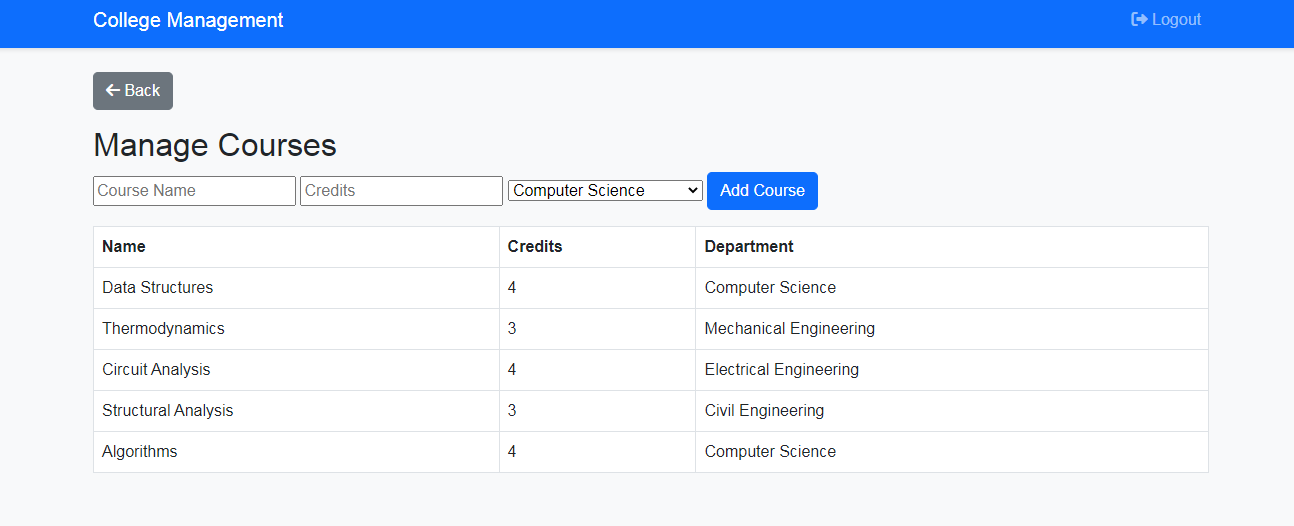 College Management Logout
Back
Manage Courses
Course Name Credits Computer Science Add Course
Name Credits Department
Data Structures 4 Computer Science
Thermodynamics 3 Mechanical Engineering
Circuit Analysis 4 Electrical Engineering
Structural Analysis 3 Civil Engineering
Algorithms 4 Computer Science